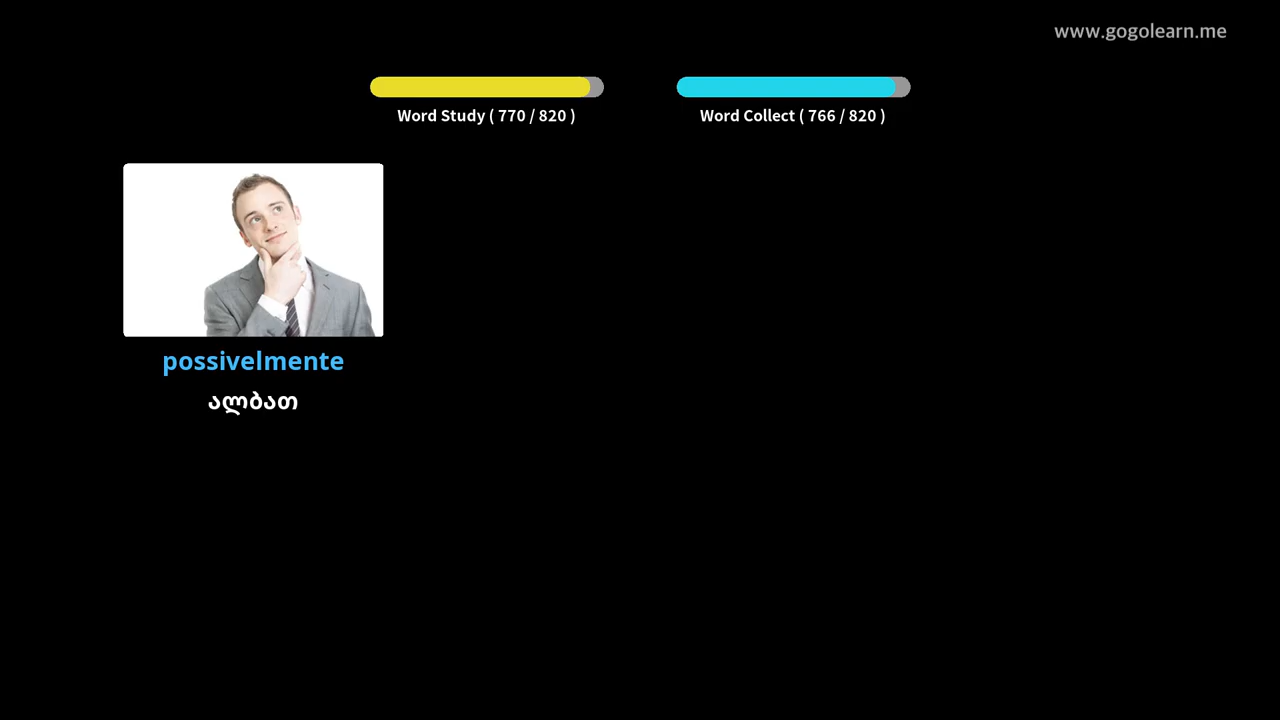 www.gogolearn.me
Word Study ( 770 / 820 )
Word Collect ( 766 / 820 )
possivelmente
ალბათ